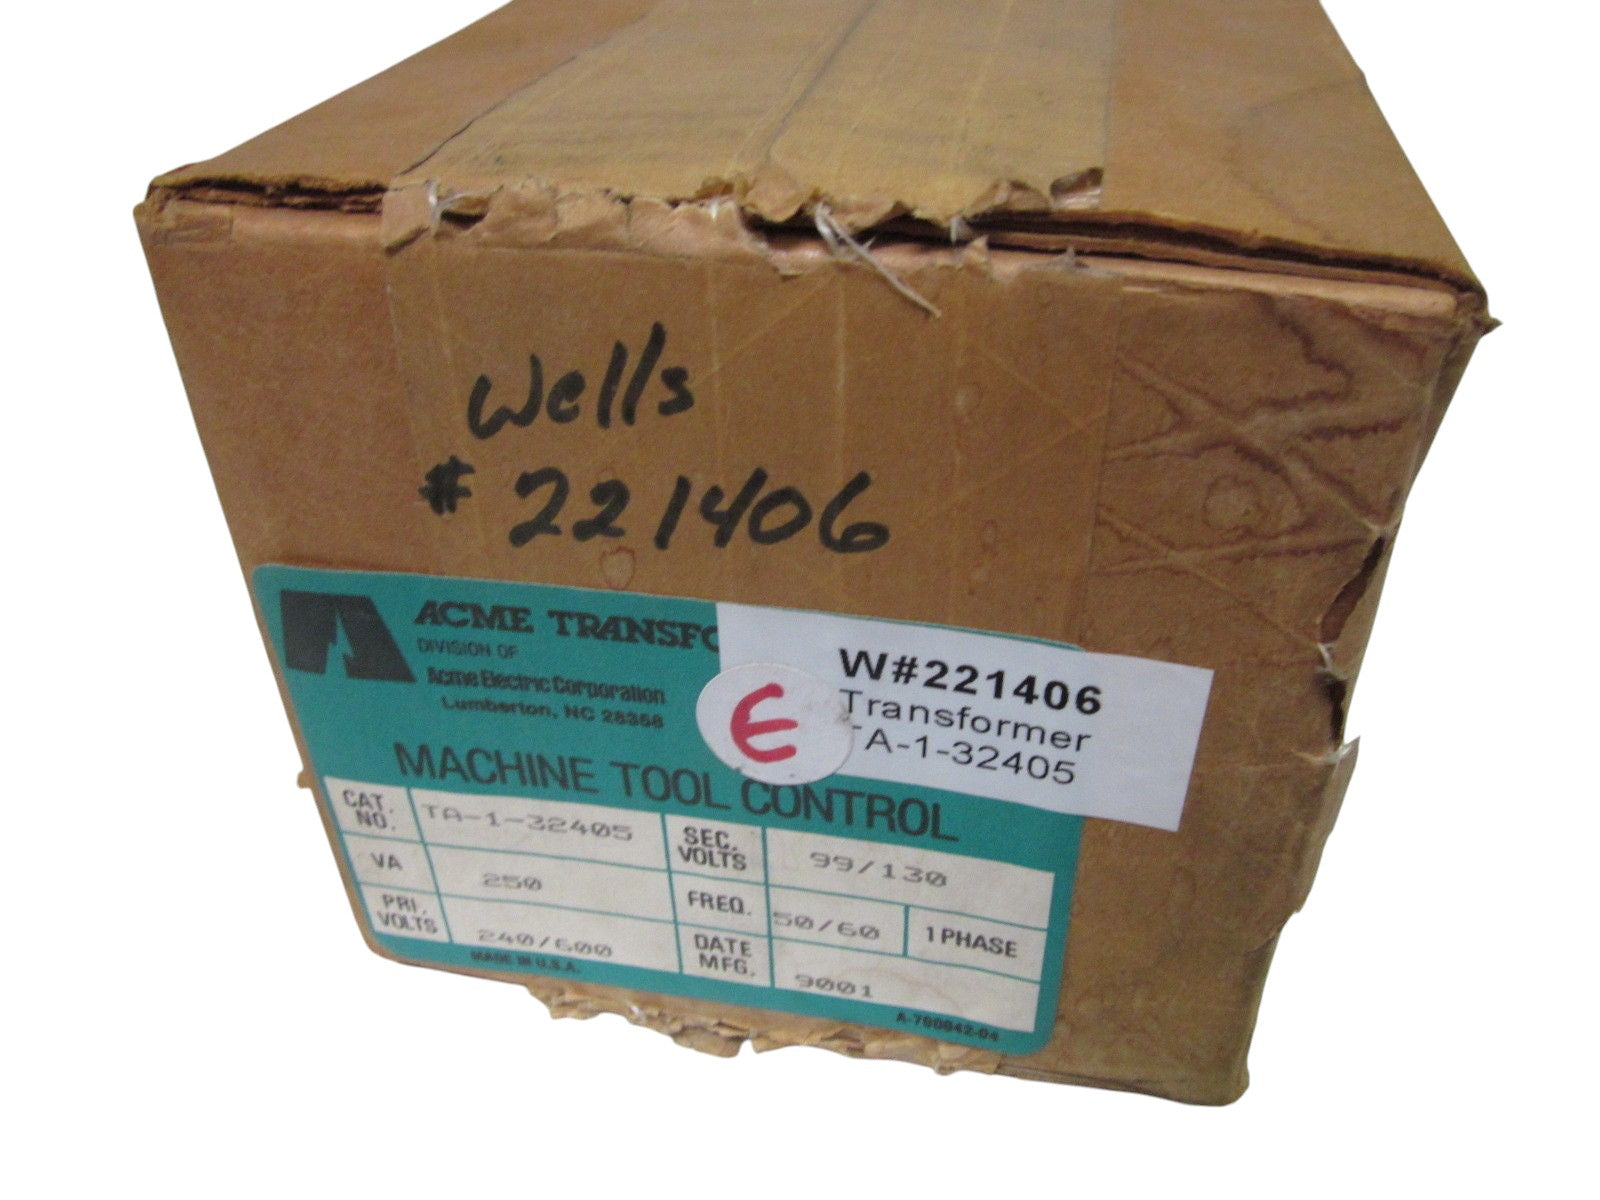 Wells
# 221406
ACME TRANSFO
DIVISION OF
Acme Electric Corporation
Lumberton, NC 28358
W#221406
Transformer
TA-1-32405
E
MACHINE TOOL CONTROL
CAT. NO. TA-1-32405 SEC. VOLTS 99/130
VA 250 FREQ. 50/60 1 PHASE
PRI. VOLTS 240/600 DATE MFG. 9001
MADE IN U.S.A.
A-790042-04